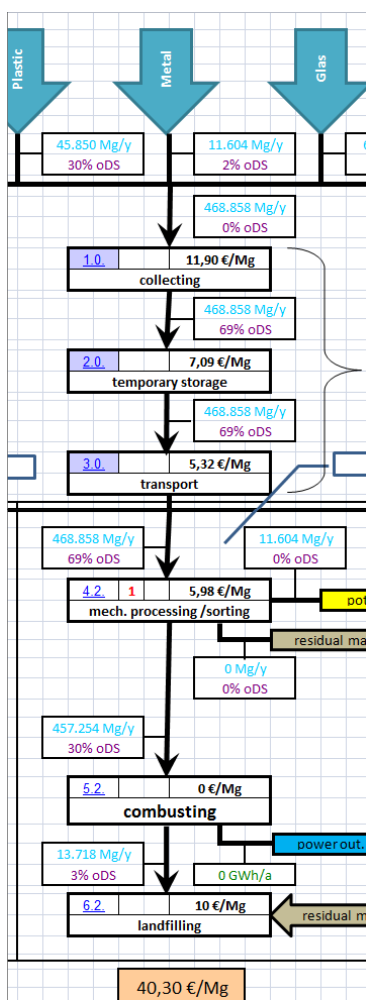 Plastic
Metal
Glas
45.850 Mg/y
30% oDS
11.604 Mg/y
2% oDS
468.858 Mg/y
0% oDS
1.0.
11,90 €/Mg
collecting
468.858 Mg/y
69% oDS
2.0.
7,09 €/Mg
temporary storage
468.858 Mg/y
69% oDS
3.0.
5,32 €/Mg
transport
468.858 Mg/y
69% oDS
11.604 Mg/y
0% oDS
4.2.
1
5,98 €/Mg
mech. processing /sorting
residual ma
0 Mg/y
0% oDS
457.254 Mg/y
30% oDS
5.2.
0 €/Mg
combusting
power out.
13.718 Mg/y
3% oDS
0 GWh/a
6.2.
10 €/Mg
landfilling
residual m
40,30 €/Mg